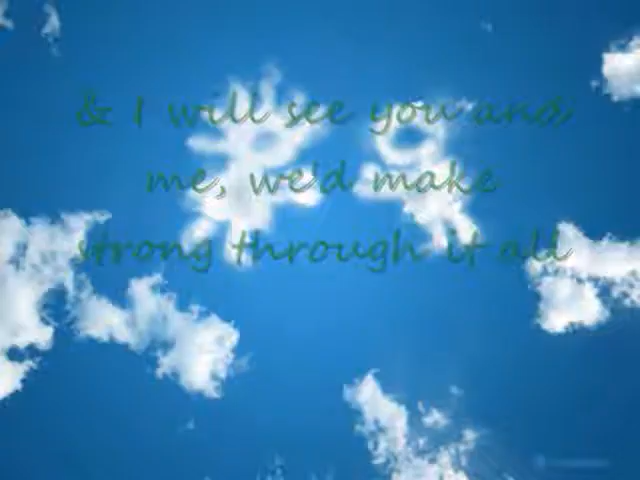 & I will see you and
me, we'd make
strong through it all